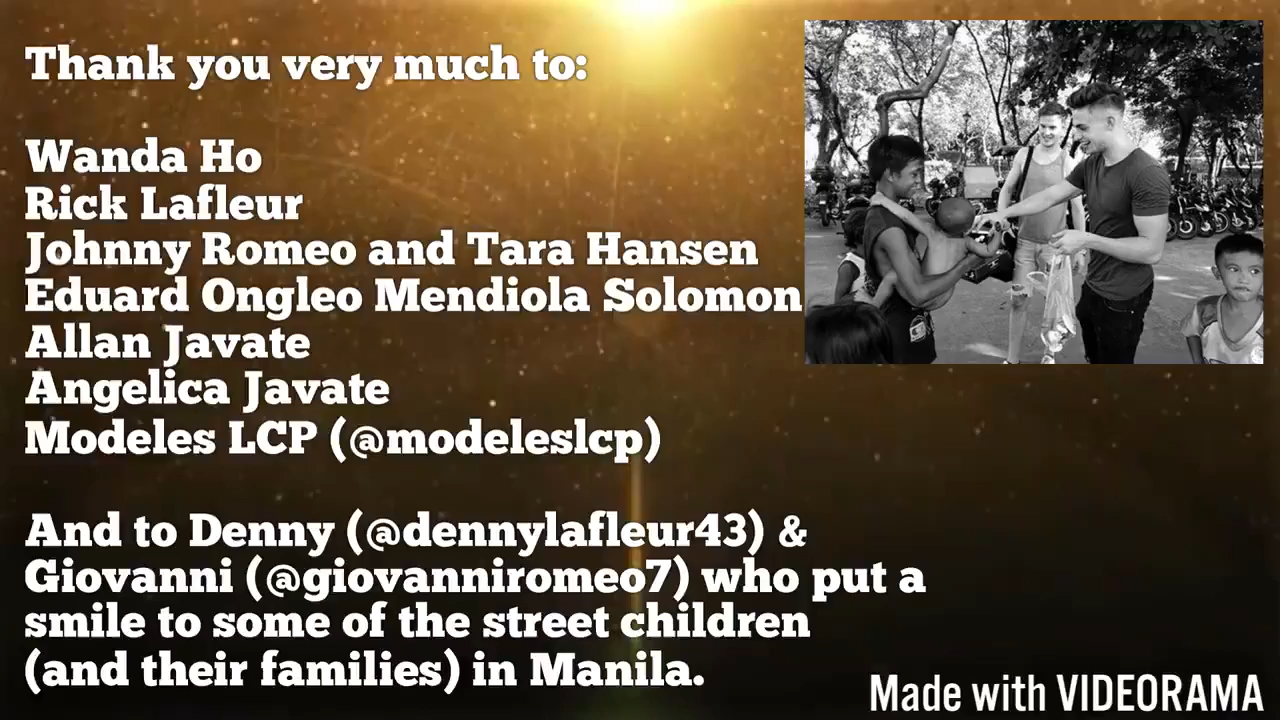 Thank you very much to:
Wanda Ho
Rick Lafleur
Johnny Romeo and Tara Hansen
Eduard Ongleo Mendiola Solomon
Allan Javate
Angelica Javate
Modeles LCP (@modeleslcp)
And to Denny (@dennylafleur43) &
Giovanni (@giovanniromeo7) who put a
smile to some of the street children
(and their families) in Manila.
Made with VIDEORAMA